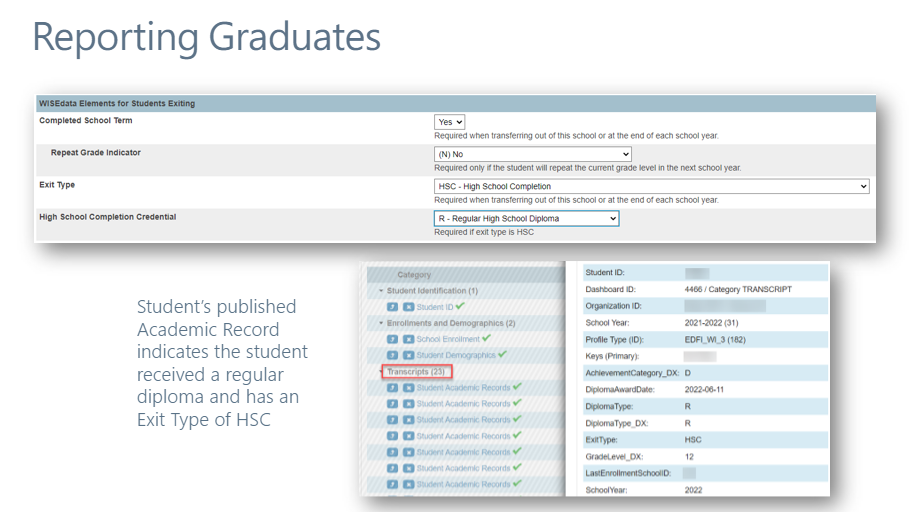 Reporting Graduates
WISEdata Elements for Students Exiting
Completed School Term
Yes
Required when transferring out of this school or at the end of each school year.
Repeat Grade Indicator
(N) No
Required only if the student will repeat the current grade level in the next school year.
Exit Type
HSC - High School Completion
Required when transferring out of this school or at the end of each school year.
High School Completion Credential
R - Regular High School Diploma
Required if exit type is HSC
Student's published
Academic Record
indicates the student
received a regular
diploma and has an
Exit Type of HSC
Category
Student Identification (1)
Student ID
Enrollments and Demographics (2)
School Enrollment
Student Demographics
Transcripts (23)
Student Academic Records
Student Academic Records
Student Academic Records
Student Academic Records
Student Academic Records
Student Academic Records
Student Academic Records
Student ID:
Dashboard ID: 4466 / Category TRANSCRIPT
Organization ID:
School Year: 2021-2022 (31)
Profile Type (ID): EDFI_WI_3 (182)
Keys (Primary):
AchievementCategory_DX: D
DiplomaAwardDate: 2022-06-11
DiplomaType: R
DiplomaType_DX: R
ExitType: HSC
GradeLevel_DX: 12
LastEnrollmentSchoolID:
SchoolYear: 2022